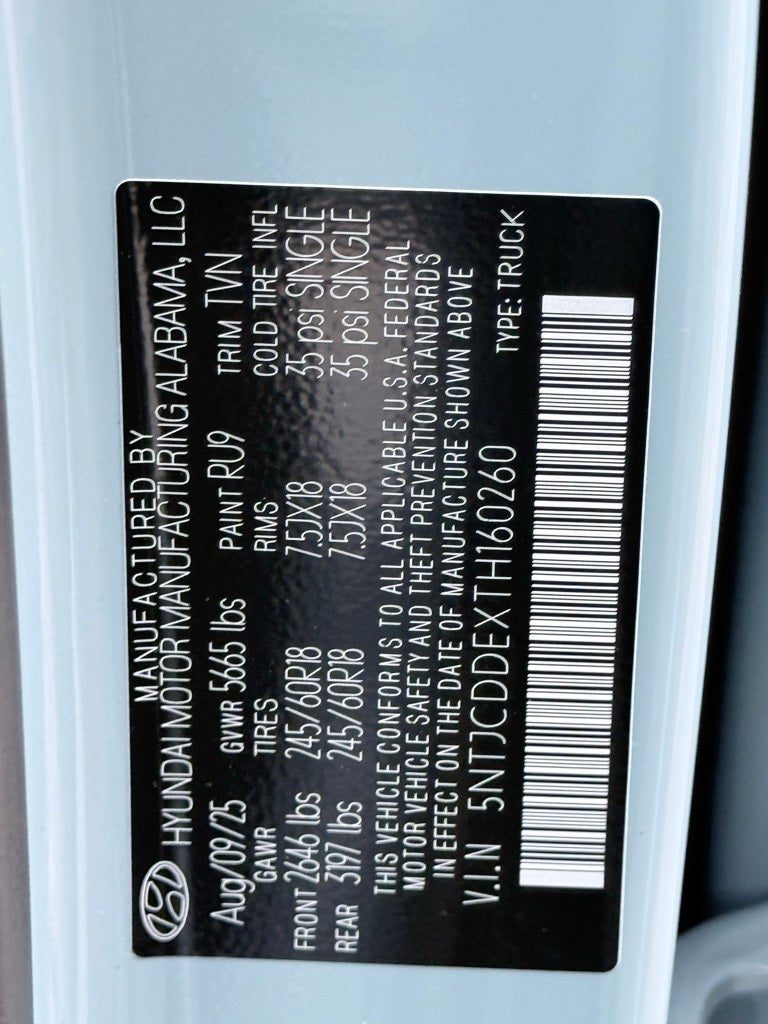 MANUFACTURED BY
HYUNDAI MOTOR MANUFACTURING ALABAMA, LLC
Aug/09/25 GVWR 5665 lbs PAINT RU9 TRIM TVN
GAWR TIRES RIMS COLD TIRE INFL
FRONT 2646 lbs 245/60R18 7.5JX18 35 psi SINGLE
REAR 3197 lbs 245/60R18 7.5JX18 35 psi SINGLE
THIS VEHICLE CONFORMS TO ALL APPLICABLE U.S.A. FEDERAL
MOTOR VEHICLE SAFETY AND THEFT PREVENTION STANDARDS
IN EFFECT ON THE DATE OF MANUFACTURE SHOWN ABOVE
V.I.N 5NTJCDDEXTH160260 TYPE: TRUCK